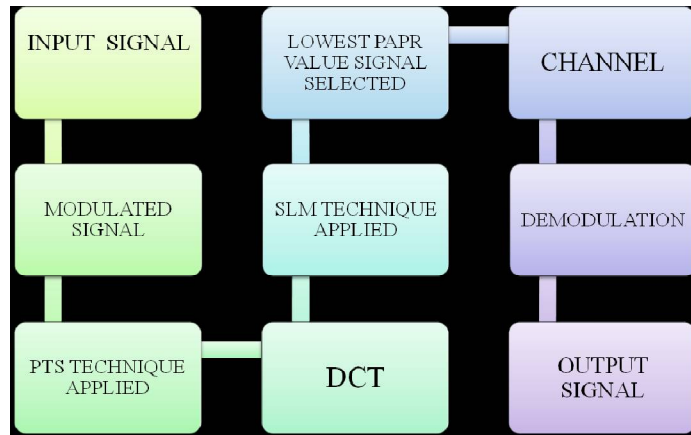 INPUT SIGNAL
MODULATED
SIGNAL
PTS TECHNIQUE
APPLIED
DCT
SLM TECHNIQUE
APPLIED
LOWEST PAPR
VALUE SIGNAL
SELECTED
CHANNEL
DEMODULATION
OUTPUT
SIGNAL